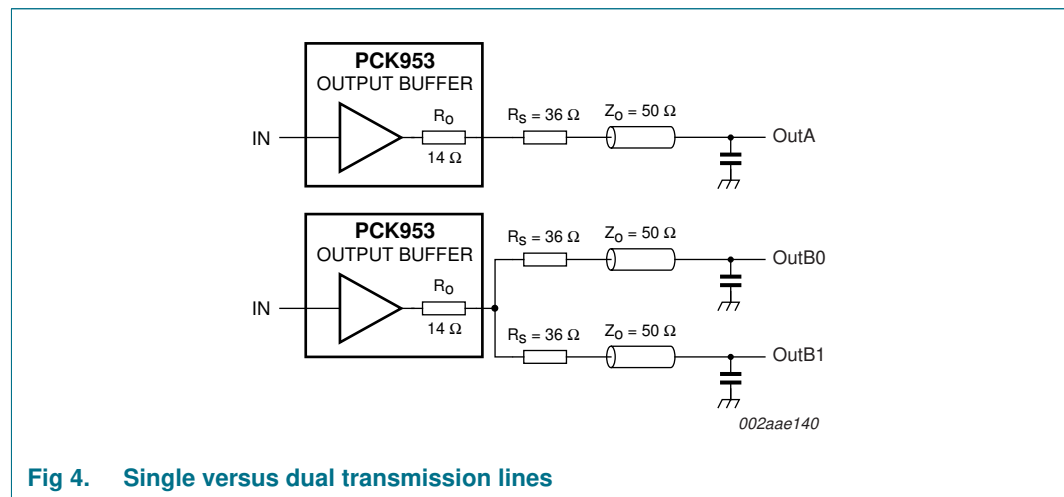 PCK953
OUTPUT BUFFER
IN
Ro
14 Ω
RS = 36 Ω
ZO = 50 Ω
OutA
PCK953
OUTPUT BUFFER
IN
Ro
14 Ω
RS = 36 Ω
ZO = 50 Ω
OutB0
RS = 36 Ω
ZO = 50 Ω
OutB1
002aae140
Fig 4. Single versus dual transmission lines